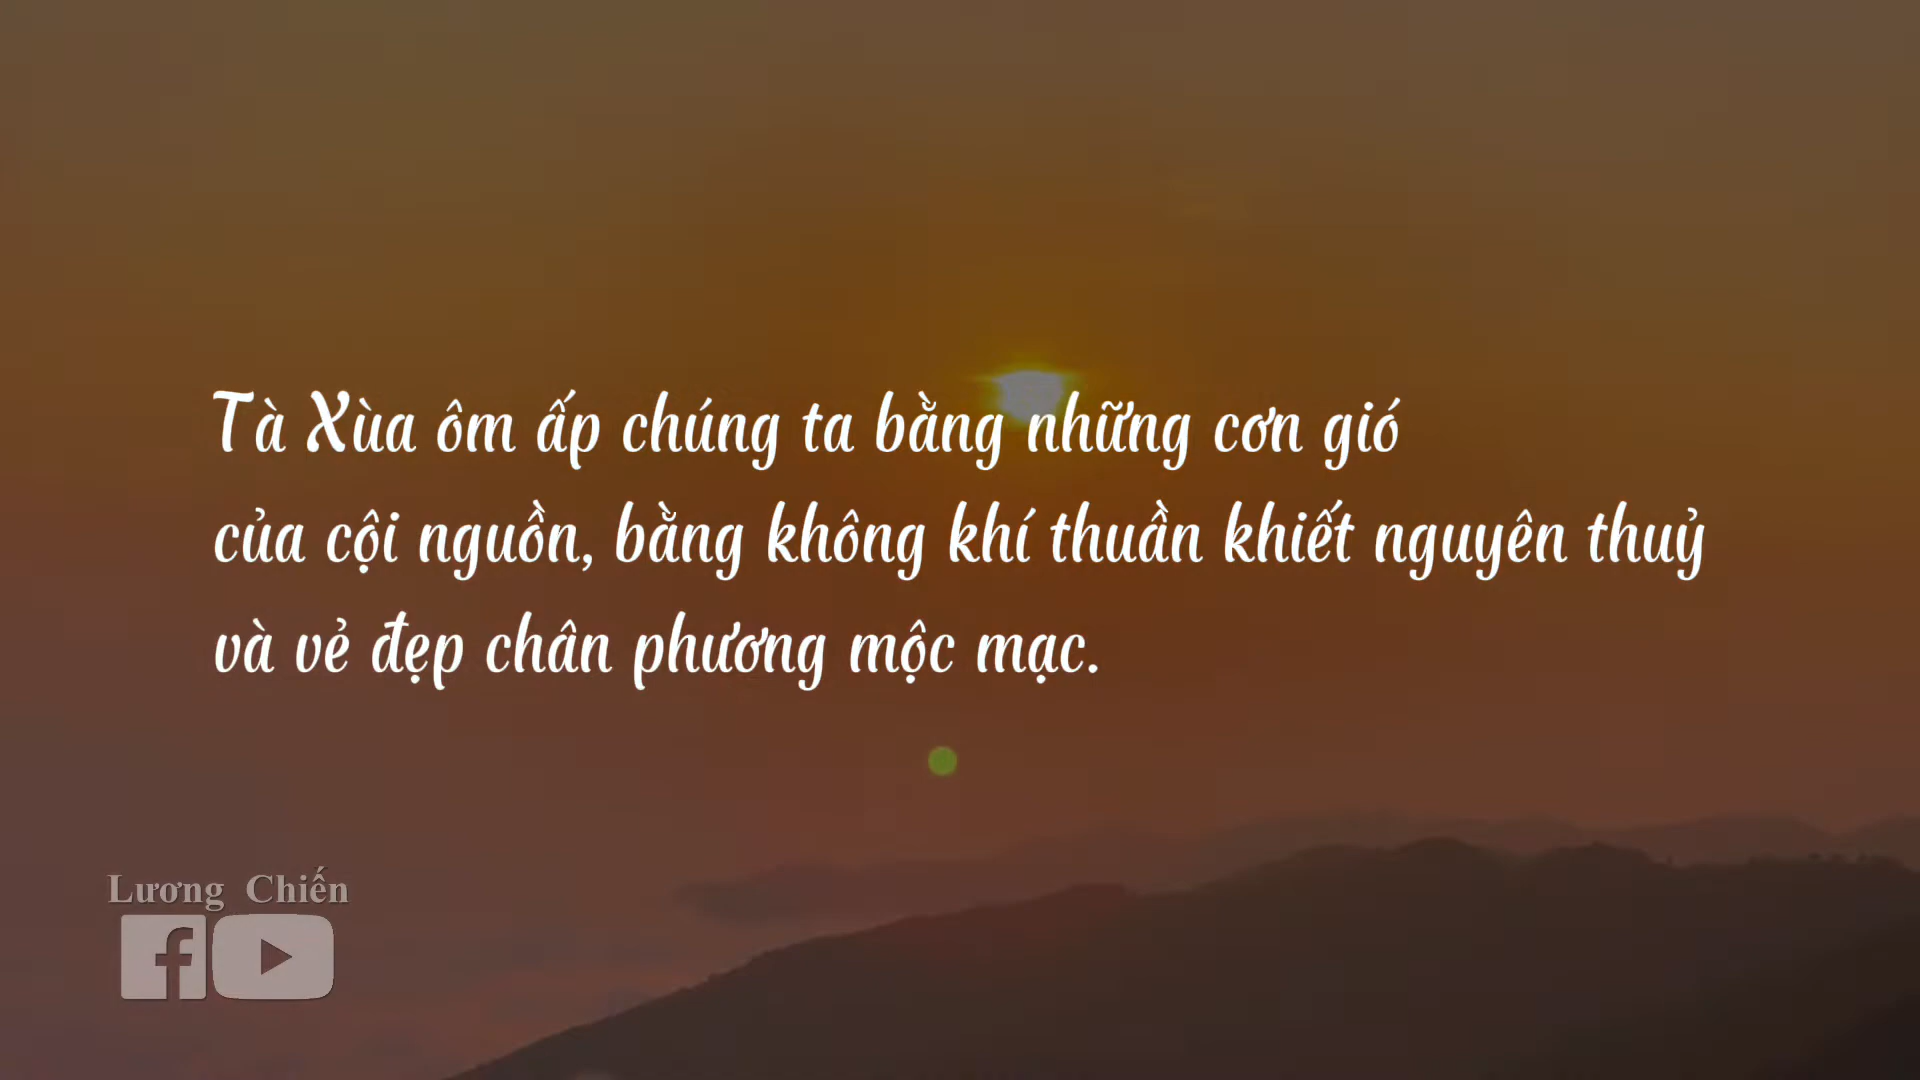 Tà Xùa ôm ấp chúng ta bằng những cơn gió
của cội nguồn, bằng không khí thuần khiết nguyên thuỷ
và vẻ đẹp chân phương mộc mạc.
Lương Chiến